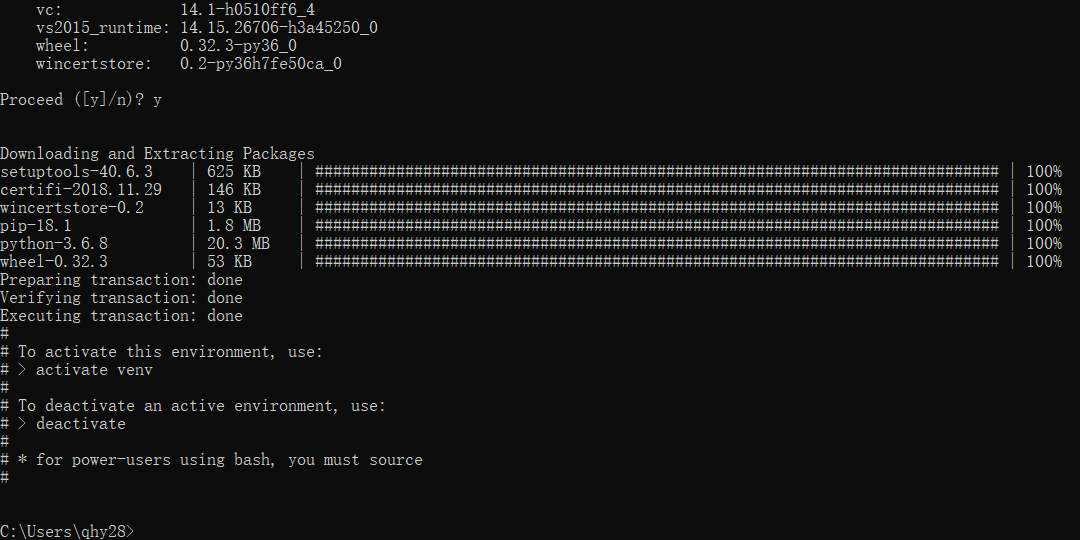 vc: 14.1-h0510ff6_4
vs2015_runtime: 14.15.26706-h3a45250_0
wheel: 0.32.3-py36_0
wincertstore: 0.2-py36h7fe50ca_0
Proceed ([y]/n)? y
Downloading and Extracting Packages
setuptools-40.6.3 | 625 KB | ############################################################################ | 100%
certifi-2018.11.29 | 146 KB | ############################################################################ | 100%
wincertstore-0.2 | 13 KB | ############################################################################ | 100%
pip-18.1 | 1.8 MB | ############################################################################ | 100%
python-3.6.8 | 20.3 MB | ############################################################################ | 100%
wheel-0.32.3 | 53 KB | ############################################################################ | 100%
Preparing transaction: done
Verifying transaction: done
Executing transaction: done
#
# To activate this environment, use:
# > activate venv
#
# To deactivate an active environment, use:
# > deactivate
#
# * for power-users using bash, you must source
#
C:\Users\qhy28>